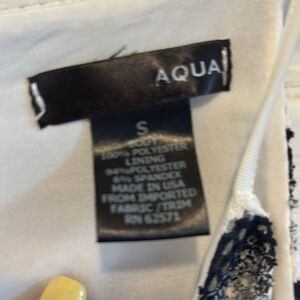 AQUA
S
BODY
100% POLYESTER
LINING
94% POLYESTER
6% SPANDEX
MADE IN USA
FROM IMPORTED
FABRIC / TRIM
RN 62571